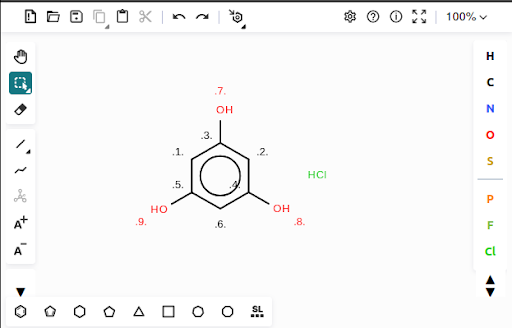 100%
H
C
N
O
S
P
F
Cl
A+
A-
.7.
OH
.3.
.1.
.2.
HCl
.5.
.4.
HO
OH
.9.
.6.
.8.
SL